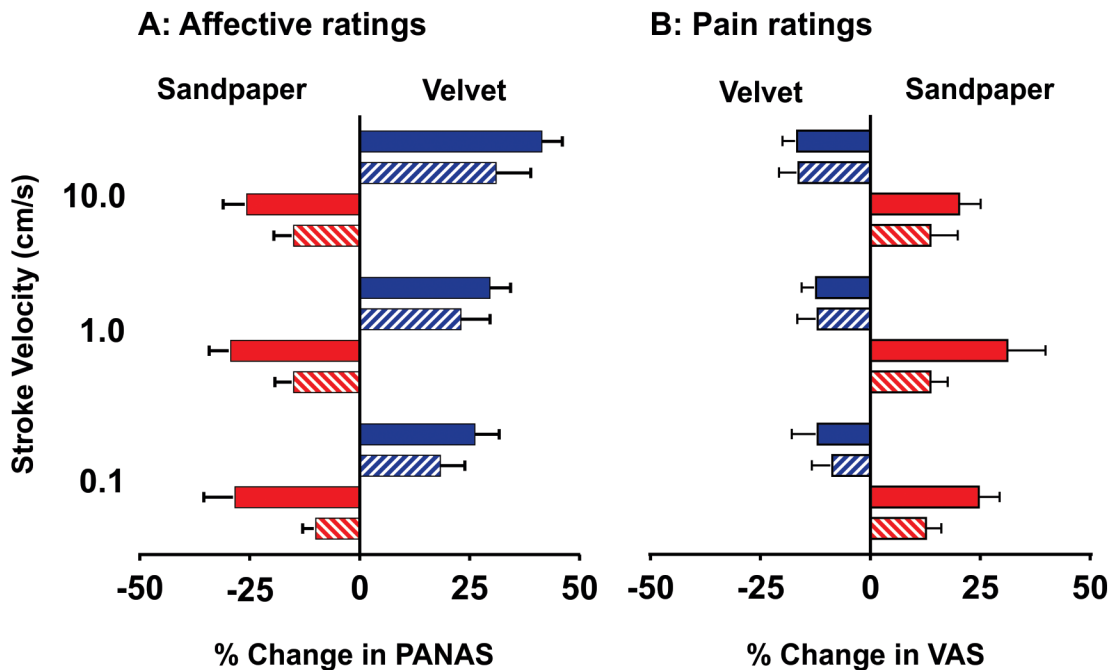 A: Affective ratings
B: Pain ratings
Sandpaper
Velvet
Velvet
Sandpaper
Stroke Velocity (cm/s)
10.0
1.0
0.1
-50
-25
0
25
50
-50
-25
0
25
50
% Change in PANAS
% Change in VAS